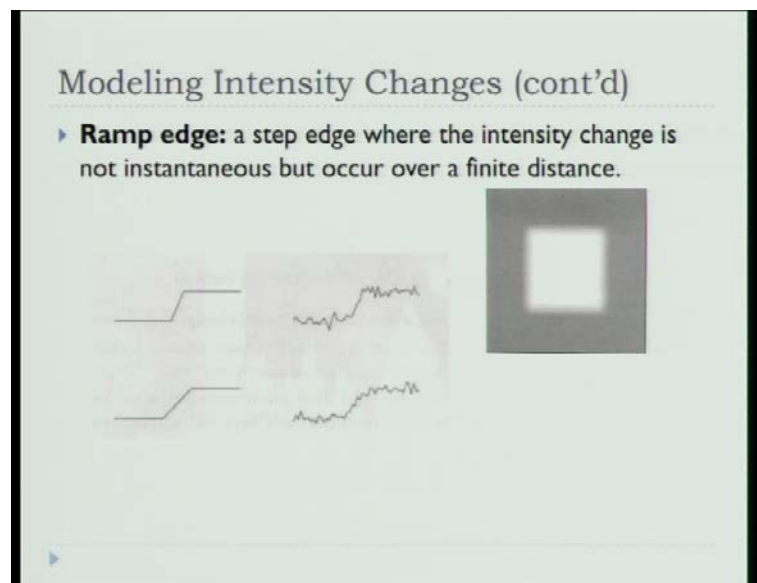 Modeling Intensity Changes (cont'd)
Ramp edge: a step edge where the intensity change is
not instantaneous but occur over a finite distance.